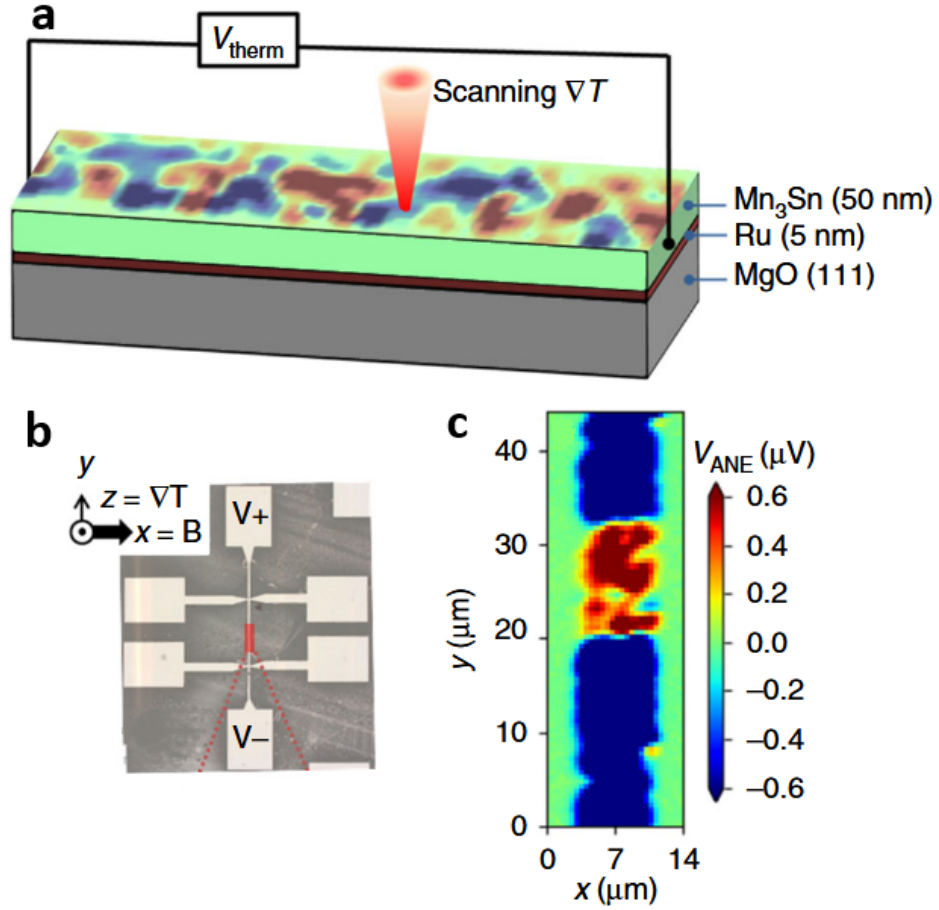 a
V_therm
Scanning ∇T
Mn₃Sn (50 nm)
Ru (5 nm)
MgO (111)
b
y
z = ∇T
x = B
V+
V−
c
V_ANE (μV)
40
30
20
10
0
y (μm)
0 7 14
x (μm)
0.6
0.4
0.2
0.0
−0.2
−0.4
−0.6